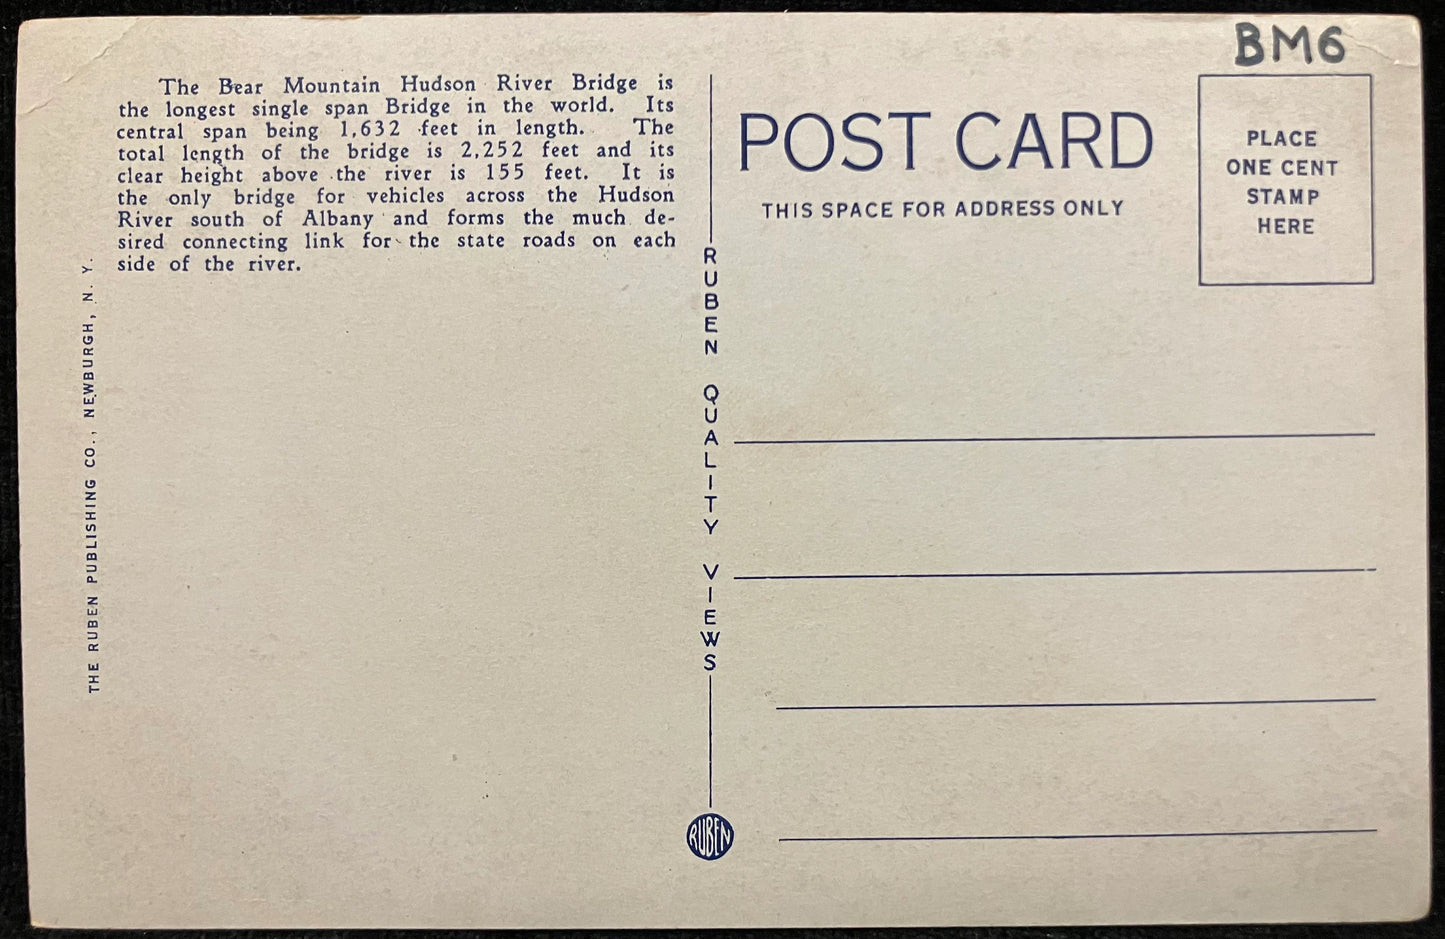 BM6
The Bear Mountain Hudson River Bridge is
the longest single span Bridge in the world. Its
central span being 1,632 feet in length. The
total length of the bridge is 2,252 feet and its
clear height above the river is 155 feet. It is
the only bridge for vehicles across the Hudson
River south of Albany and forms the much de-
sired connecting link for the state roads on each
side of the river.
THE RUBEN PUBLISHING CO., NEWBURGH, N. Y.
RUBEN QUALITY VIEWS
RUBEN
POST CARD
THIS SPACE FOR ADDRESS ONLY
PLACE
ONE CENT
STAMP
HERE